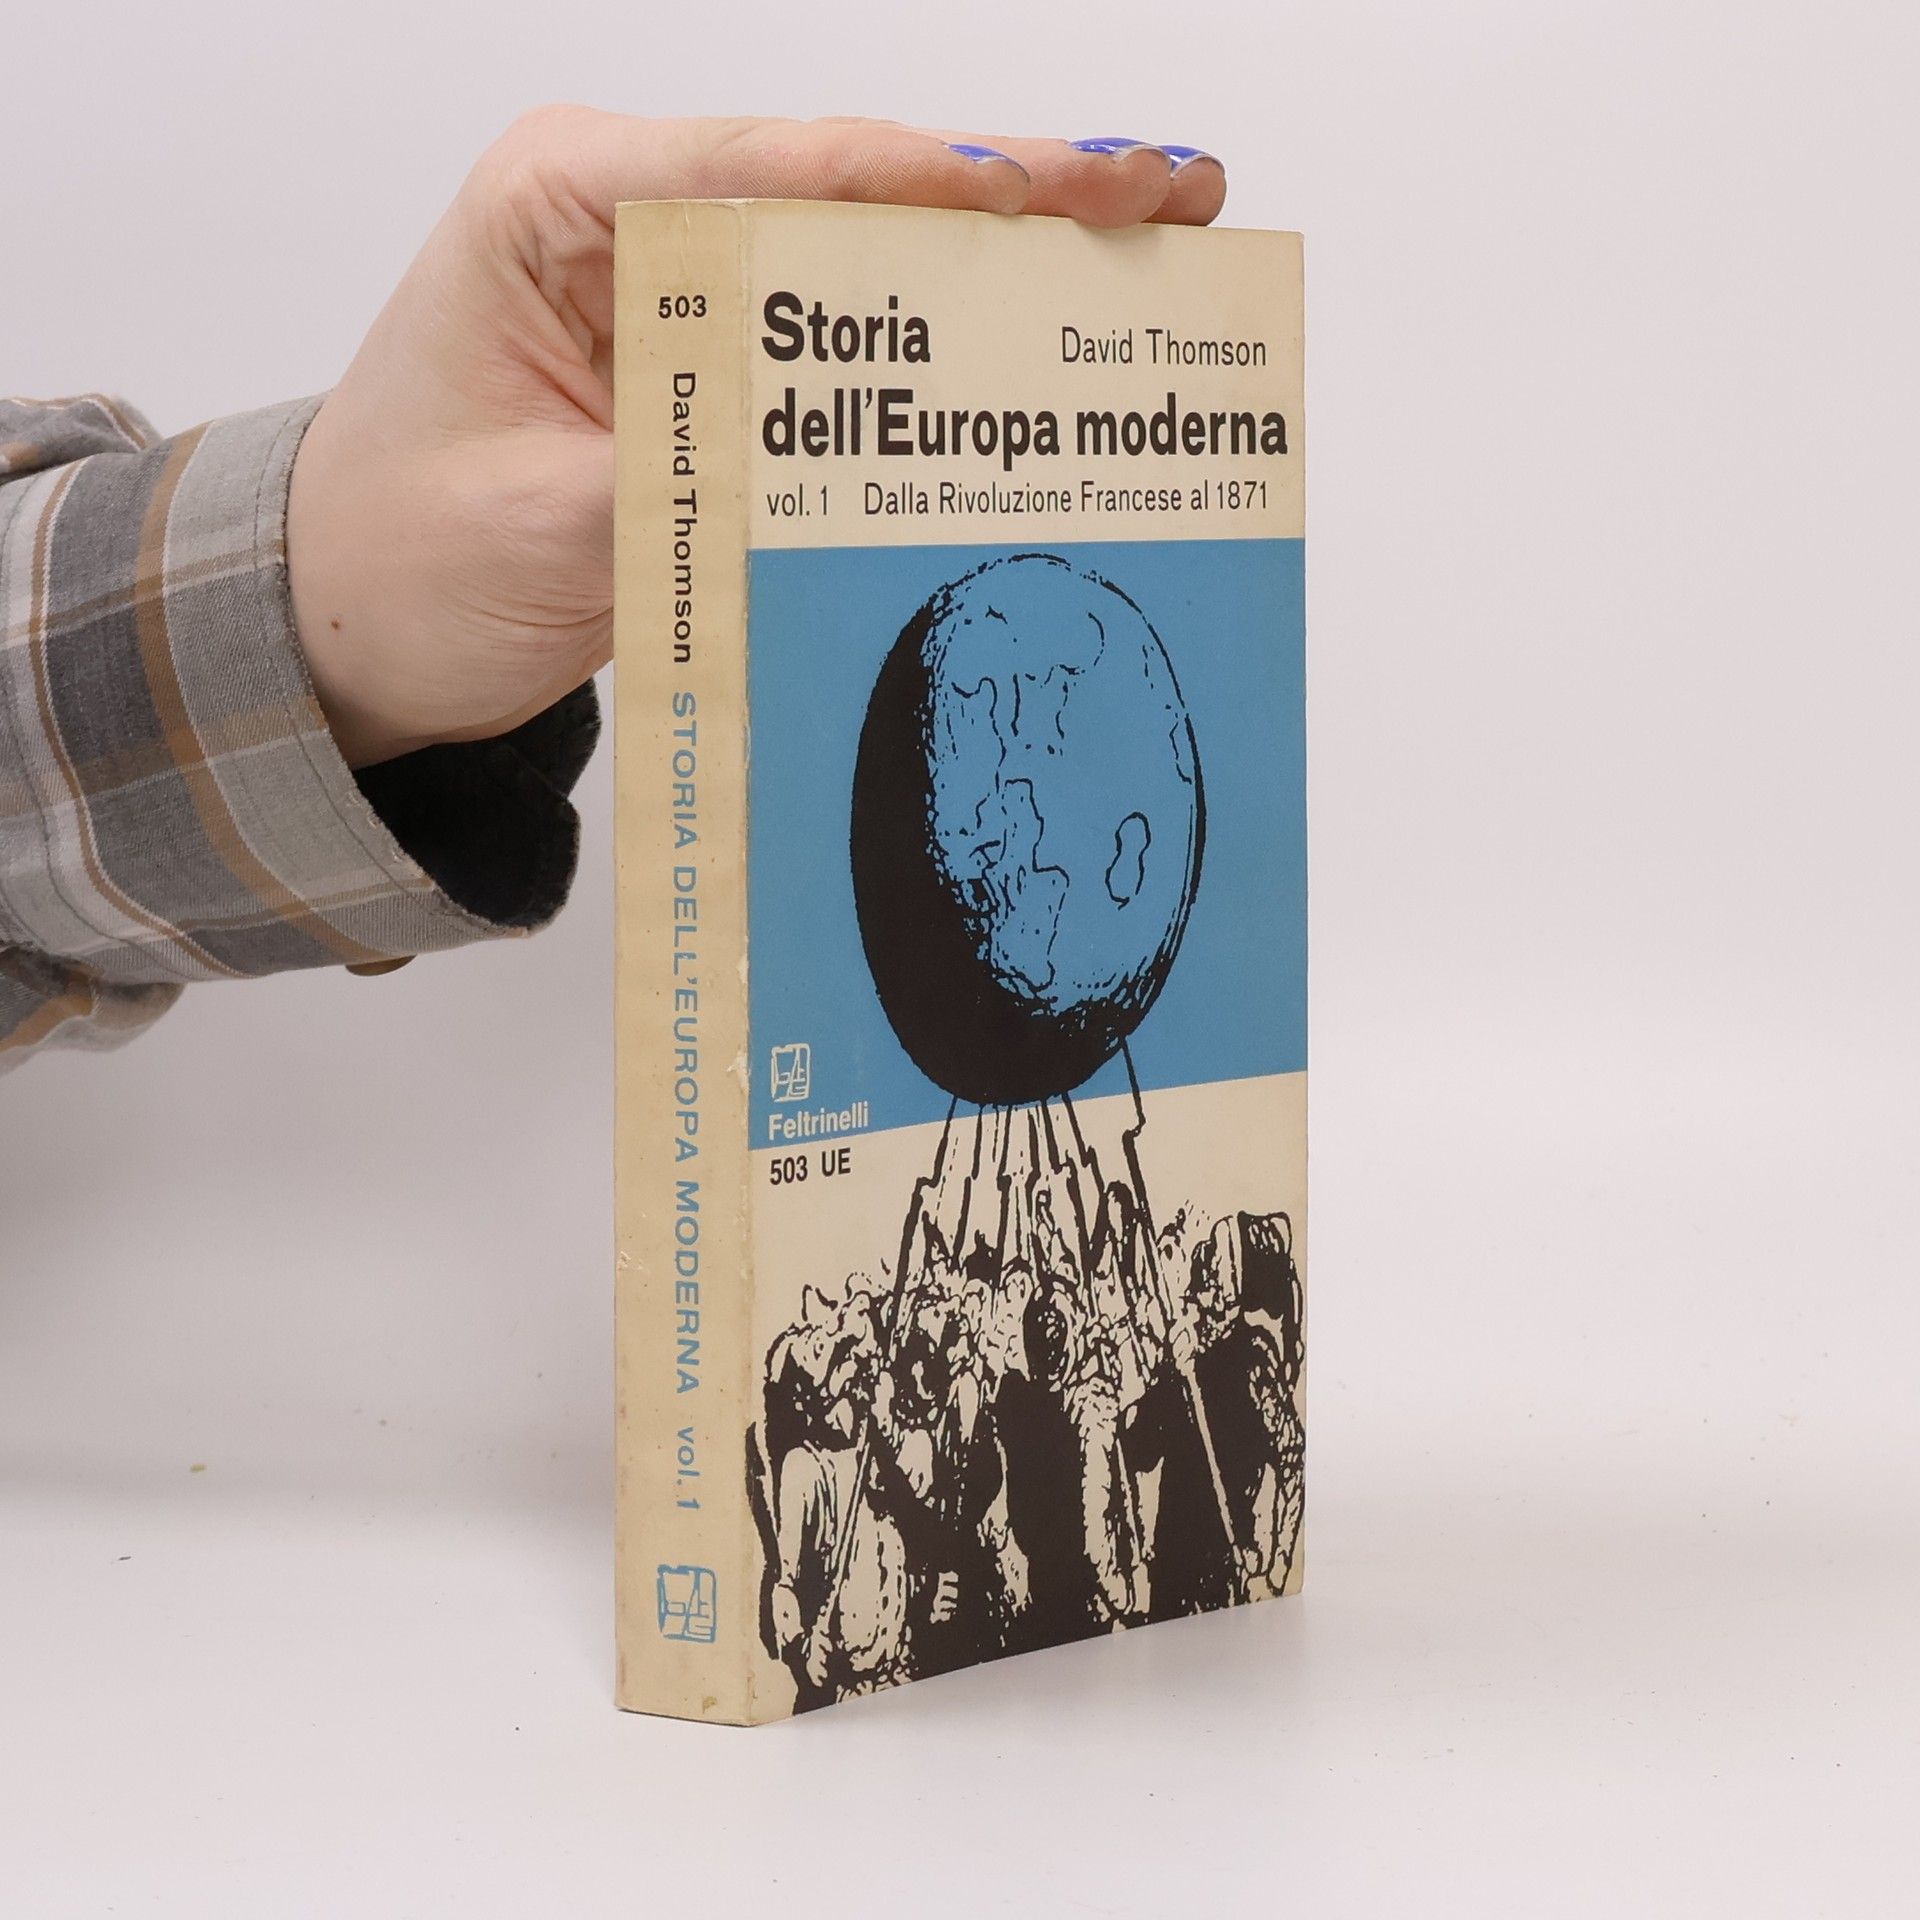 503
David Thomson STORIA DELL'EUROPA MODERNA vol. 1
Storia
David Thomson
dell'Europa moderna
vol. 1 Dalla Rivoluzione Francese al 1871
Feltrinelli
503 UE